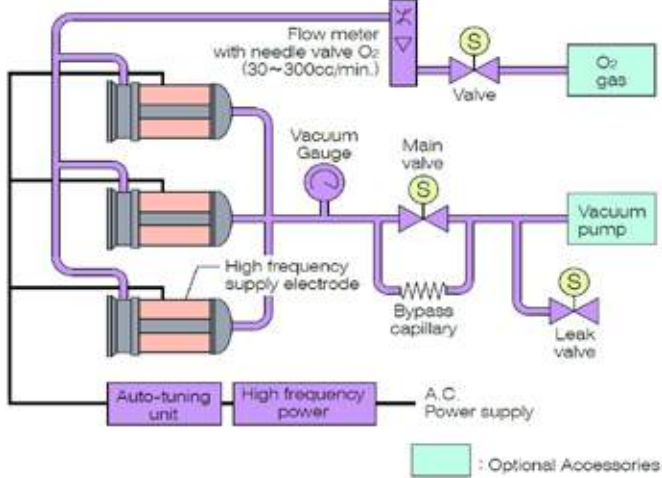 Flow meter
with needle valve O₂
(30～300cc/min.)
S
Valve
O₂
gas
Vacuum
Gauge
Main
valve
S
Vacuum
pump
High frequency
supply electrode
Bypass
capillary
S
Leak
valve
Auto-tuning
unit
High frequency
power
A.C.
Power supply
: Optional Accessories